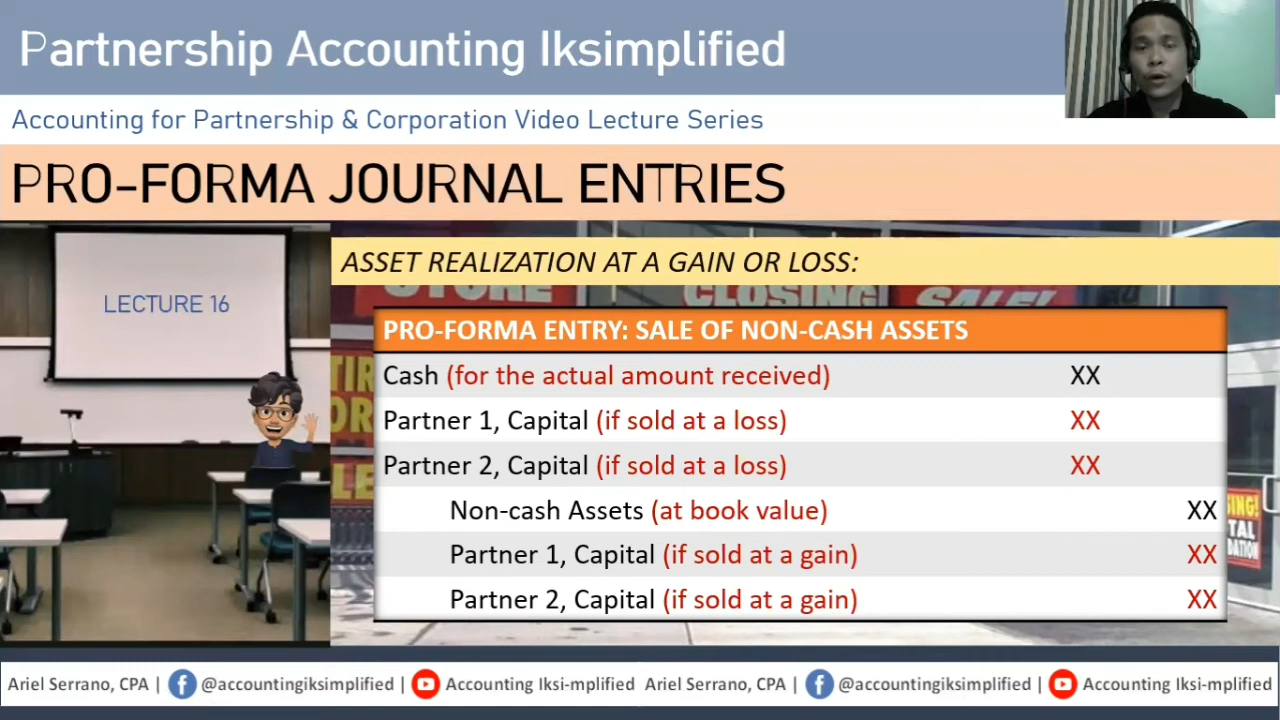 Partnership Accounting Iksimplified
Accounting for Partnership & Corporation Video Lecture Series
PRO-FORMA JOURNAL ENTRIES
LECTURE 16
ASSET REALIZATION AT A GAIN OR LOSS:
STORE CLOSING SALE!
PRO-FORMA ENTRY: SALE OF NON-CASH ASSETS
Cash (for the actual amount received) XX
Partner 1, Capital (if sold at a loss) XX
Partner 2, Capital (if sold at a loss) XX
Non-cash Assets (at book value) XX
Partner 1, Capital (if sold at a gain) XX
Partner 2, Capital (if sold at a gain) XX
Ariel Serrano, CPA | @accountingiksimplified | Accounting Iksi-mplified Ariel Serrano, CPA | @accountingiksimplified | Accounting Iksi-mplified